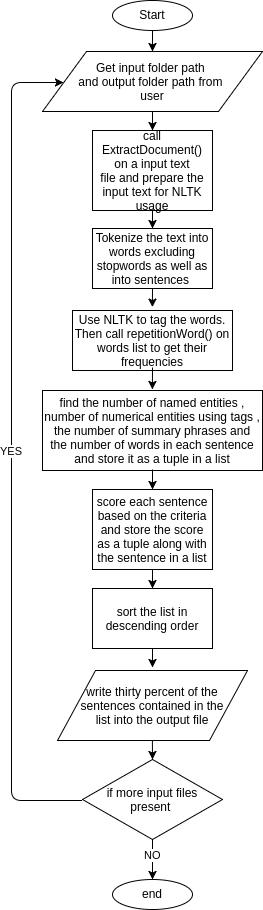 Start
Get input folder path
and output folder path from
user
call
ExtractDocument()
on a input text
file and prepare the
input text for NLTK
usage
Tokenize the text into
words excluding
stopwords as well as
into sentences
Use NLTK to tag the words.
Then call repetitionWord() on
words list to get their
frequencies
find the number of named entities ,
number of numerical entities using tags ,
the number of summary phrases and
the number of words in each sentence
and store it as a tuple in a list
YES
score each sentence
based on the criteria
and store the score
as a tuple along with
the sentence in a list
sort the list in
descending order
write thirty percent of the
sentences contained in the
list into the output file
if more input files
present
NO
end